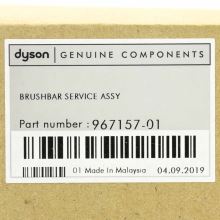 dyson | GENUINE COMPONENTS
BRUSHBAR SERVICE ASSY
Part number : 967157-01
01 Made In Malaysia 04.09.2019